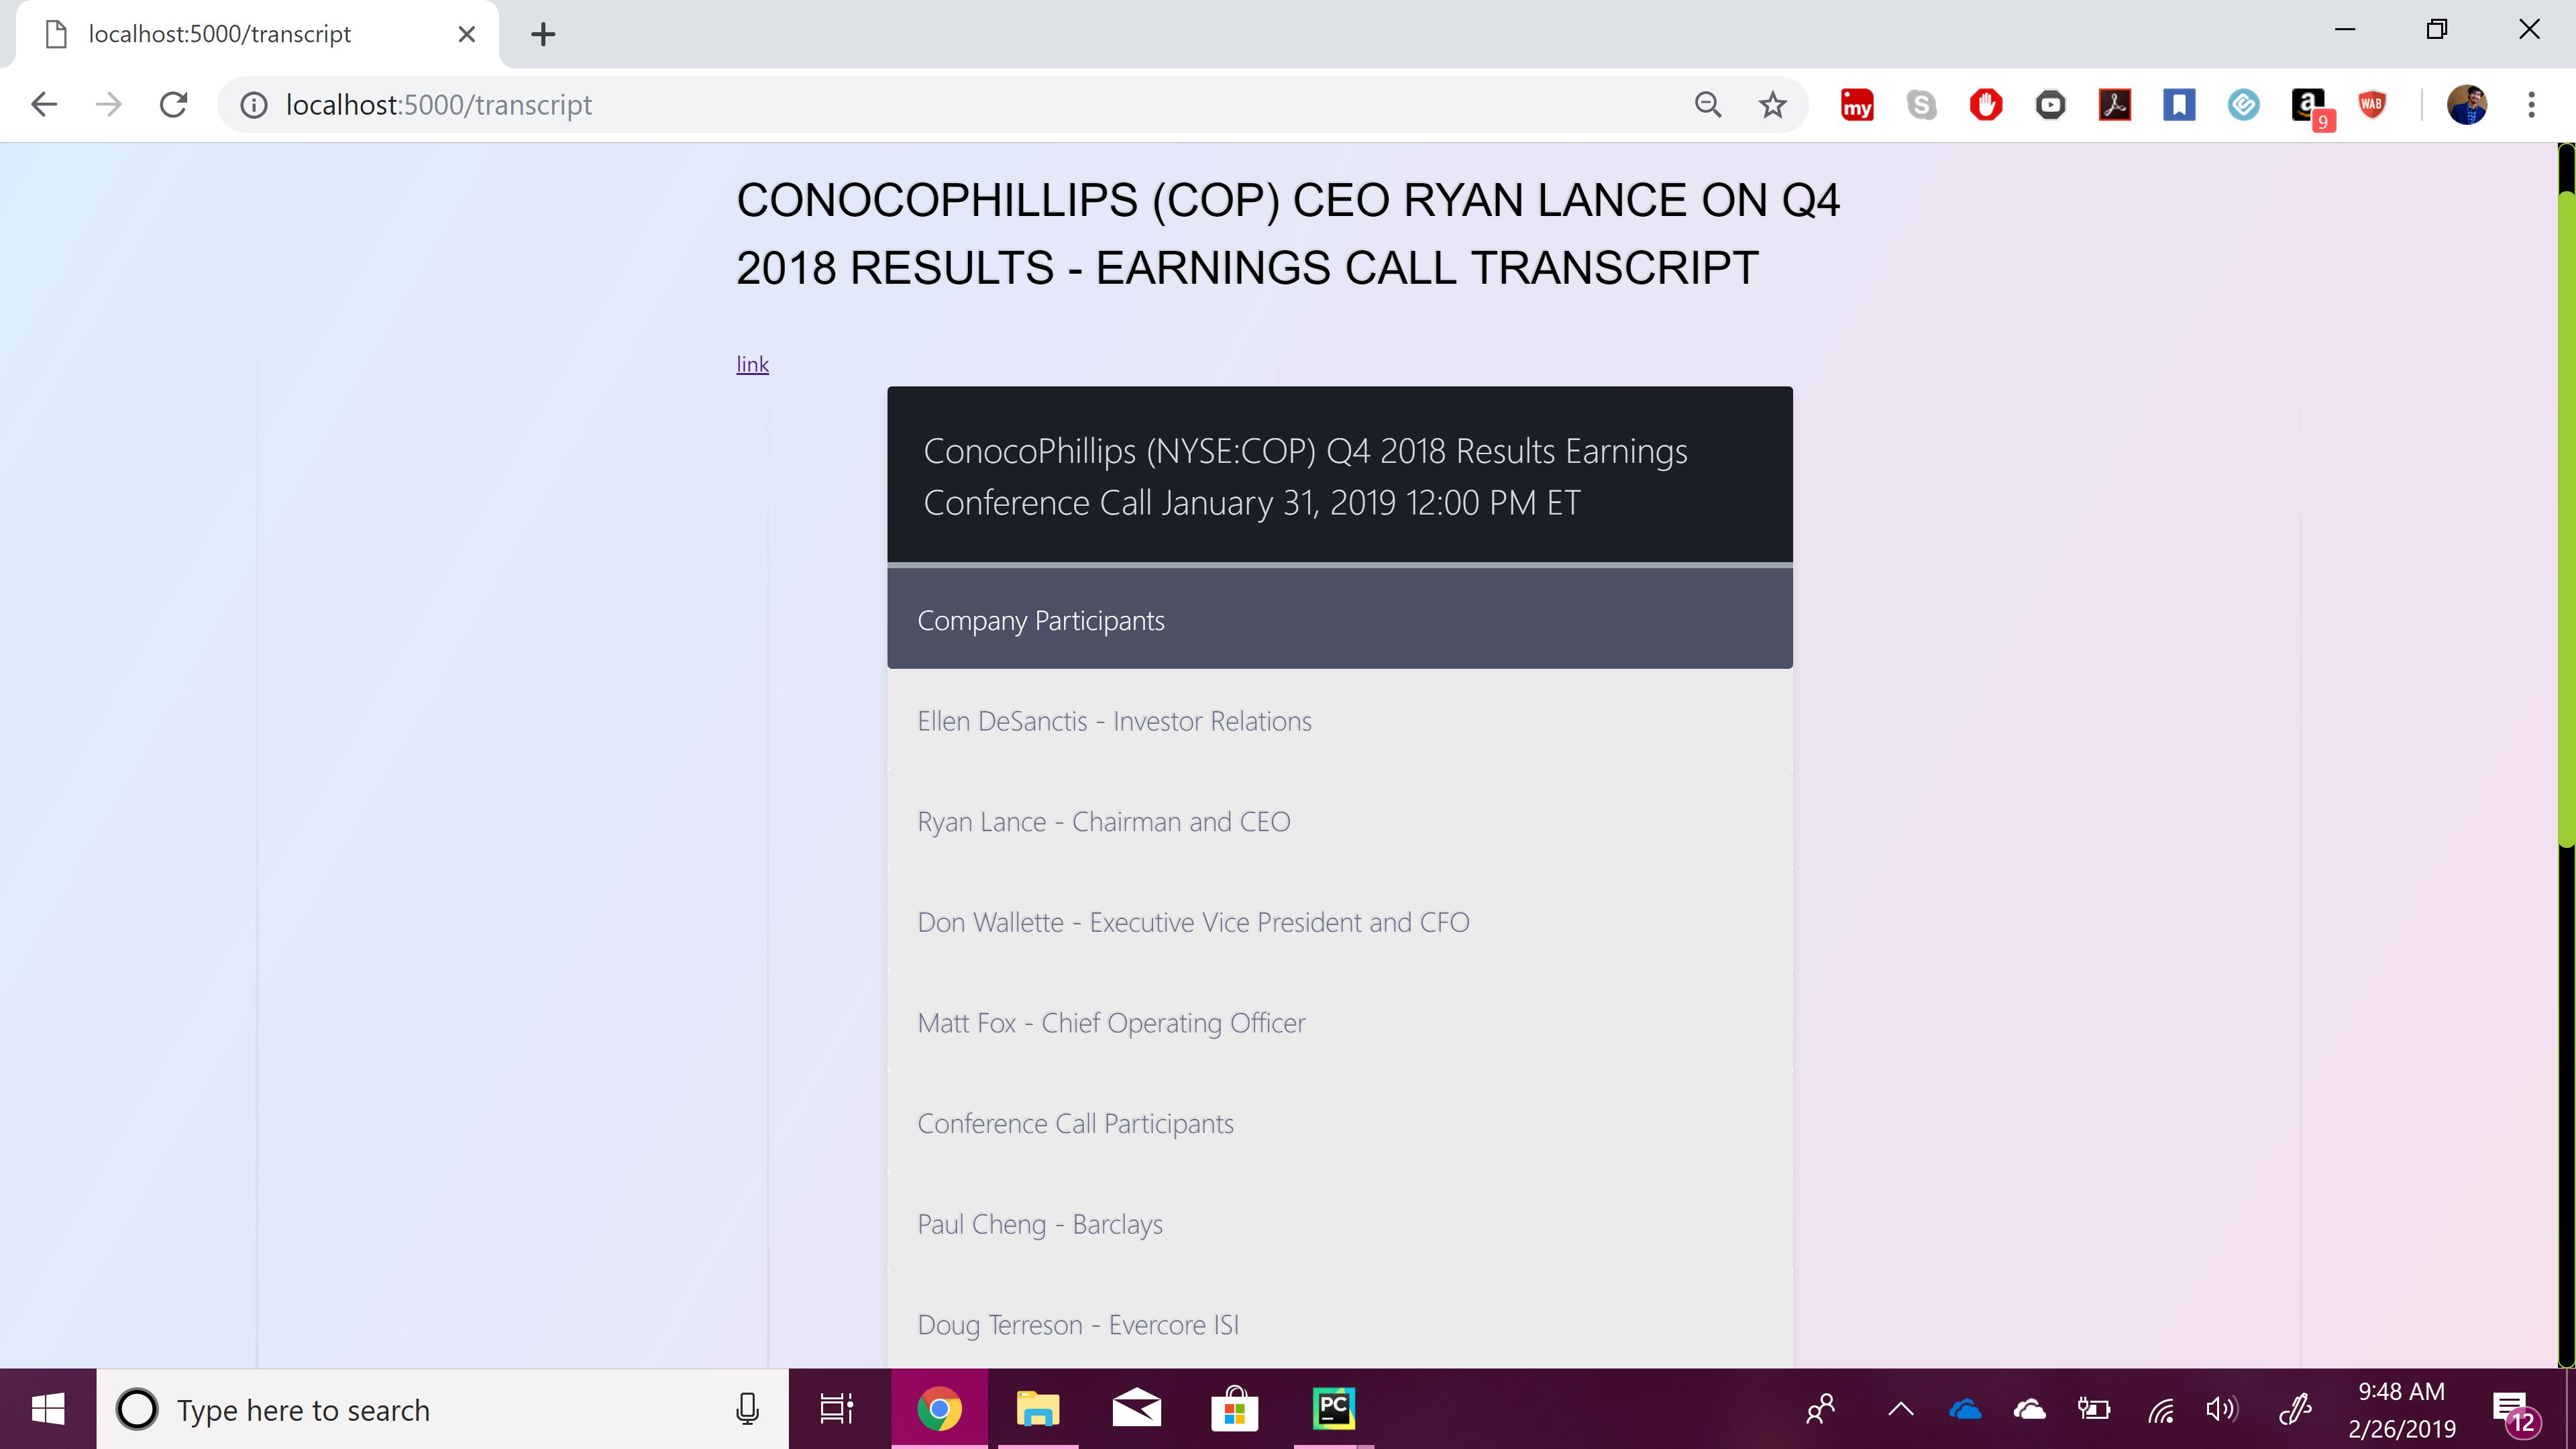 localhost:5000/transcript
localhost:5000/transcript
my
S
a
9
WAB
CONOCOPHILLIPS (COP) CEO RYAN LANCE ON Q4
2018 RESULTS - EARNINGS CALL TRANSCRIPT
link
ConocoPhillips (NYSE:COP) Q4 2018 Results Earnings
Conference Call January 31, 2019 12:00 PM ET
Company Participants
Ellen DeSanctis - Investor Relations
Ryan Lance - Chairman and CEO
Don Wallette - Executive Vice President and CFO
Matt Fox - Chief Operating Officer
Conference Call Participants
Paul Cheng - Barclays
Doug Terreson - Evercore ISI
Type here to search
PC
9:48 AM
2/26/2019
12